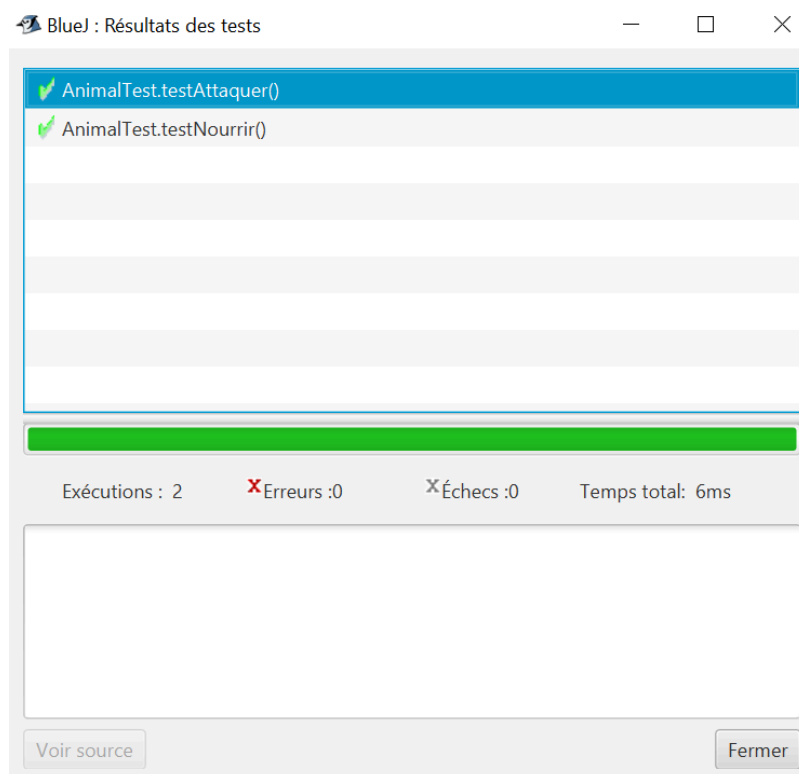 BlueJ : Résultats des tests
AnimalTest.testAttaquer()
AnimalTest.testNourrir()
Exécutions : 2 X Erreurs :0 X Échecs :0 Temps total: 6ms
Voir source Fermer